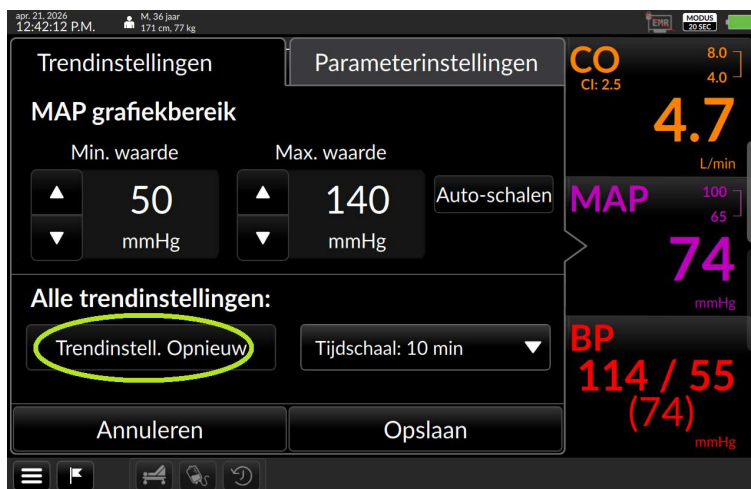 apr. 21, 2026
12:42:12 P.M.
M, 36 jaar
171 cm, 77 kg
EMR
MODUS
20 SEC
Trendinstellingen
Parameterinstellingen
MAP grafiekbereik
Min. waarde
Max. waarde
50
mmHg
140
mmHg
Auto-schalen
Alle trendinstellingen:
Trendinstell. Opnieuw
Tijdschaal: 10 min
Annuleren
Opslaan
CO
CI: 2.5
8.0
4.0
4.7
L/min
MAP
100
65
74
mmHg
BP
114 / 55
(74)
mmHg